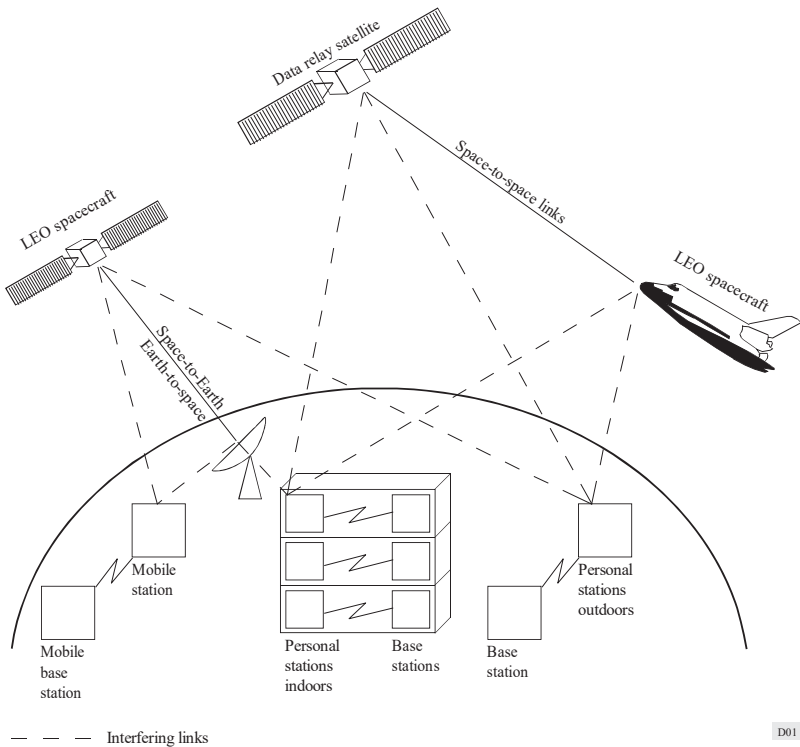 Data relay satellite
Space-to-space links
LEO spacecraft
LEO spacecraft
Space-to-Earth
Earth-to-space
Mobile
station
Personal
stations
outdoors
Mobile
base
station
Personal
stations
indoors
Base
stations
Base
station
Interfering links
D01